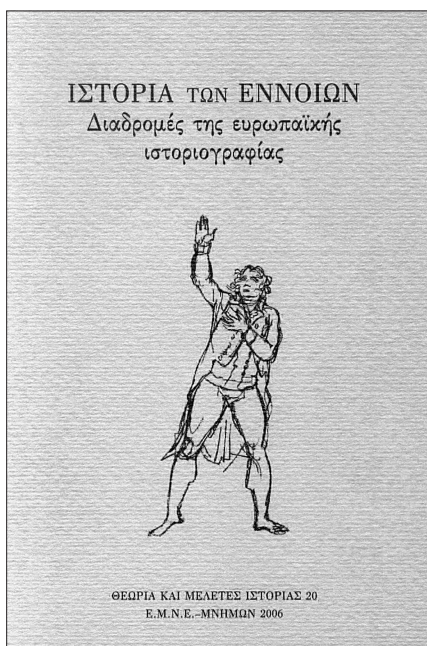 ΙΣΤΟΡΙΑ ΤΩΝ ΕΝΝΟΙΩΝ
Διαδρομές της ευρωπαϊκής
ιστοριογραφίας
ΘΕΩΡΙΑ ΚΑΙ ΜΕΛΕΤΕΣ ΙΣΤΟΡΙΑΣ 20
Ε.Μ.Ν.Ε.–ΜΝΗΜΩΝ 2006